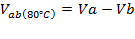 V_{ab(80°C)} = Va − Vb